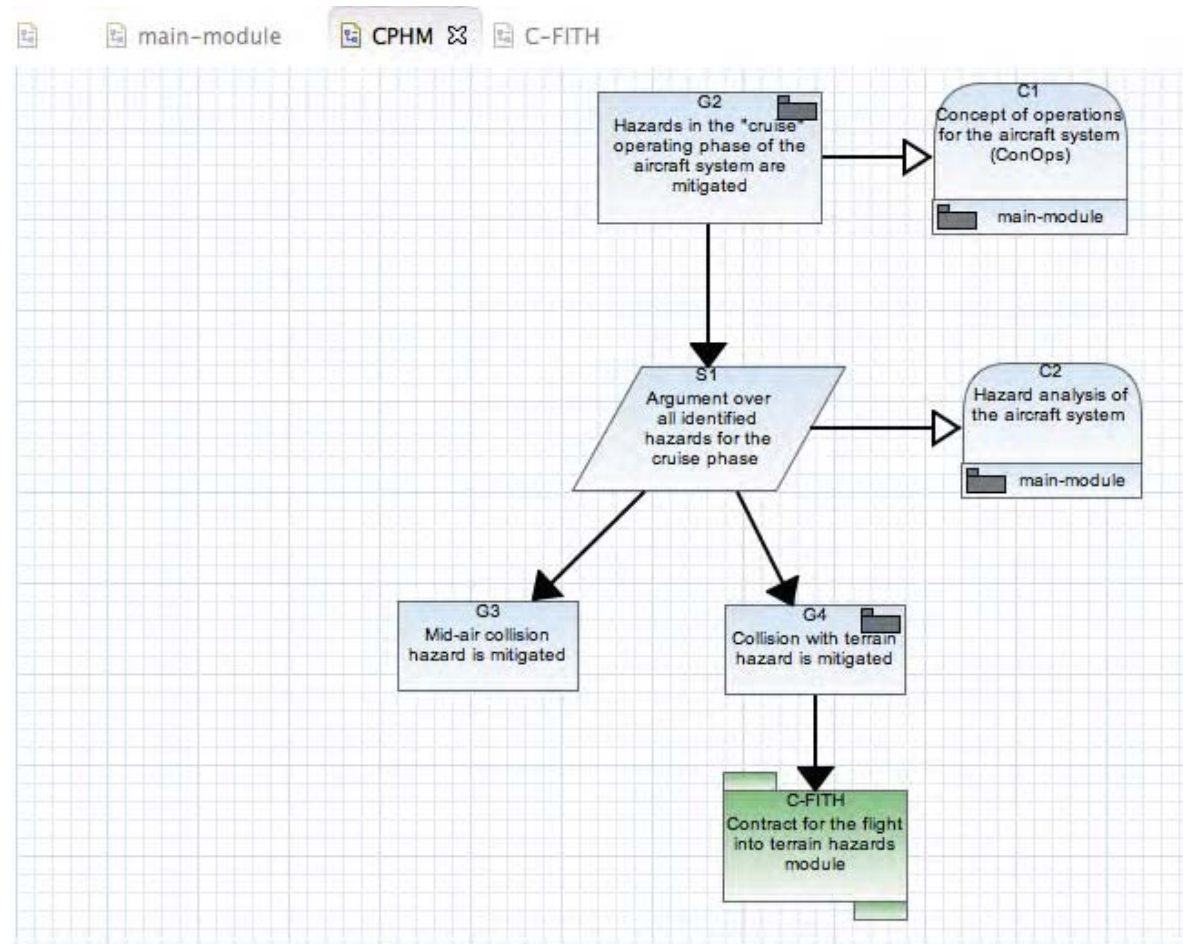 main-module
CPHM
C-FITH
G2
Hazards in the "cruise"
operating phase of the
aircraft system are
mitigated
C1
Concept of operations
for the aircraft system
(ConOps)
main-module
S1
Argument over
all identified
hazards for the
cruise phase
C2
Hazard analysis of
the aircraft system
main-module
G3
Mid-air collision
hazard is mitigated
G4
Collision with terrain
hazard is mitigated
C-FITH
Contract for the flight
into terrain hazards
module